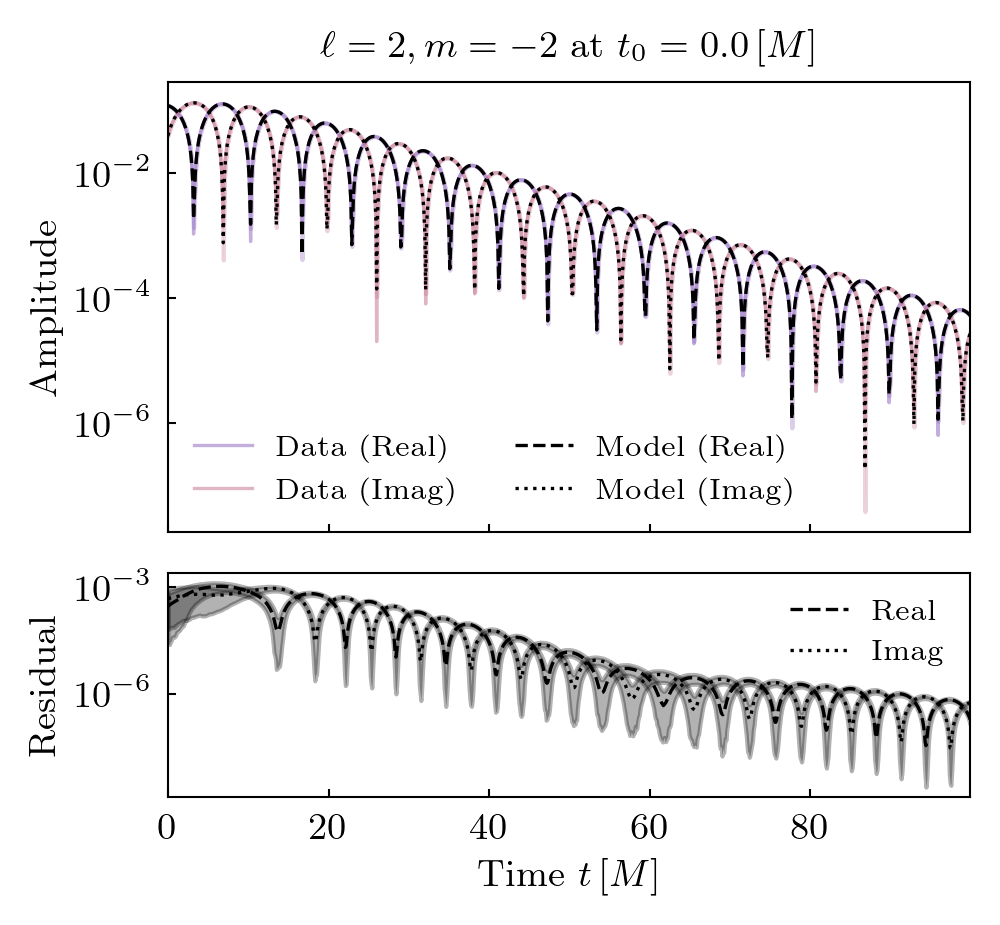 ℓ = 2, m = −2 at t₀ = 0.0 [M]
10⁻²
10⁻⁴
10⁻⁶
Amplitude
Data (Real)
Data (Imag)
Model (Real)
Model (Imag)
10⁻³
10⁻⁶
Residual
Real
Imag
0 20 40 60 80
Time t [M]